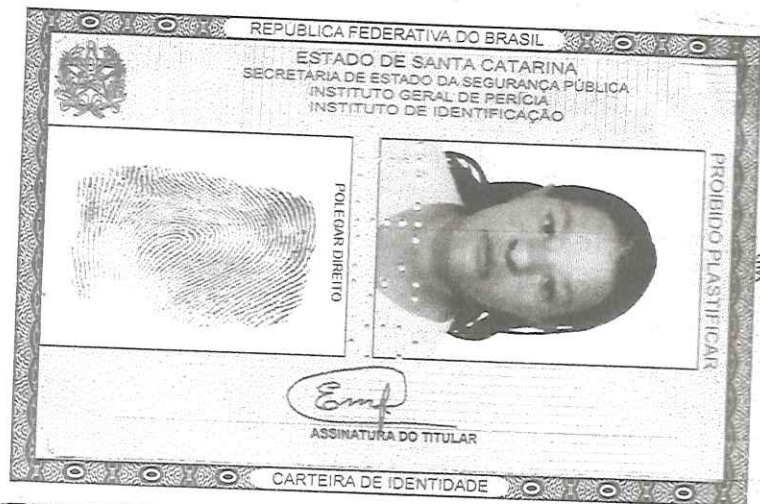 REPÚBLICA FEDERATIVA DO BRASIL
ESTADO DE SANTA CATARINA
SECRETARIA DE ESTADO DA SEGURANÇA PÚBLICA
INSTITUTO GERAL DE PERÍCIA
INSTITUTO DE IDENTIFICAÇÃO
POLEGAR DIREITO
PROIBIDO PLASTIFICAR
ASSINATURA DO TITULAR
CARTEIRA DE IDENTIDADE